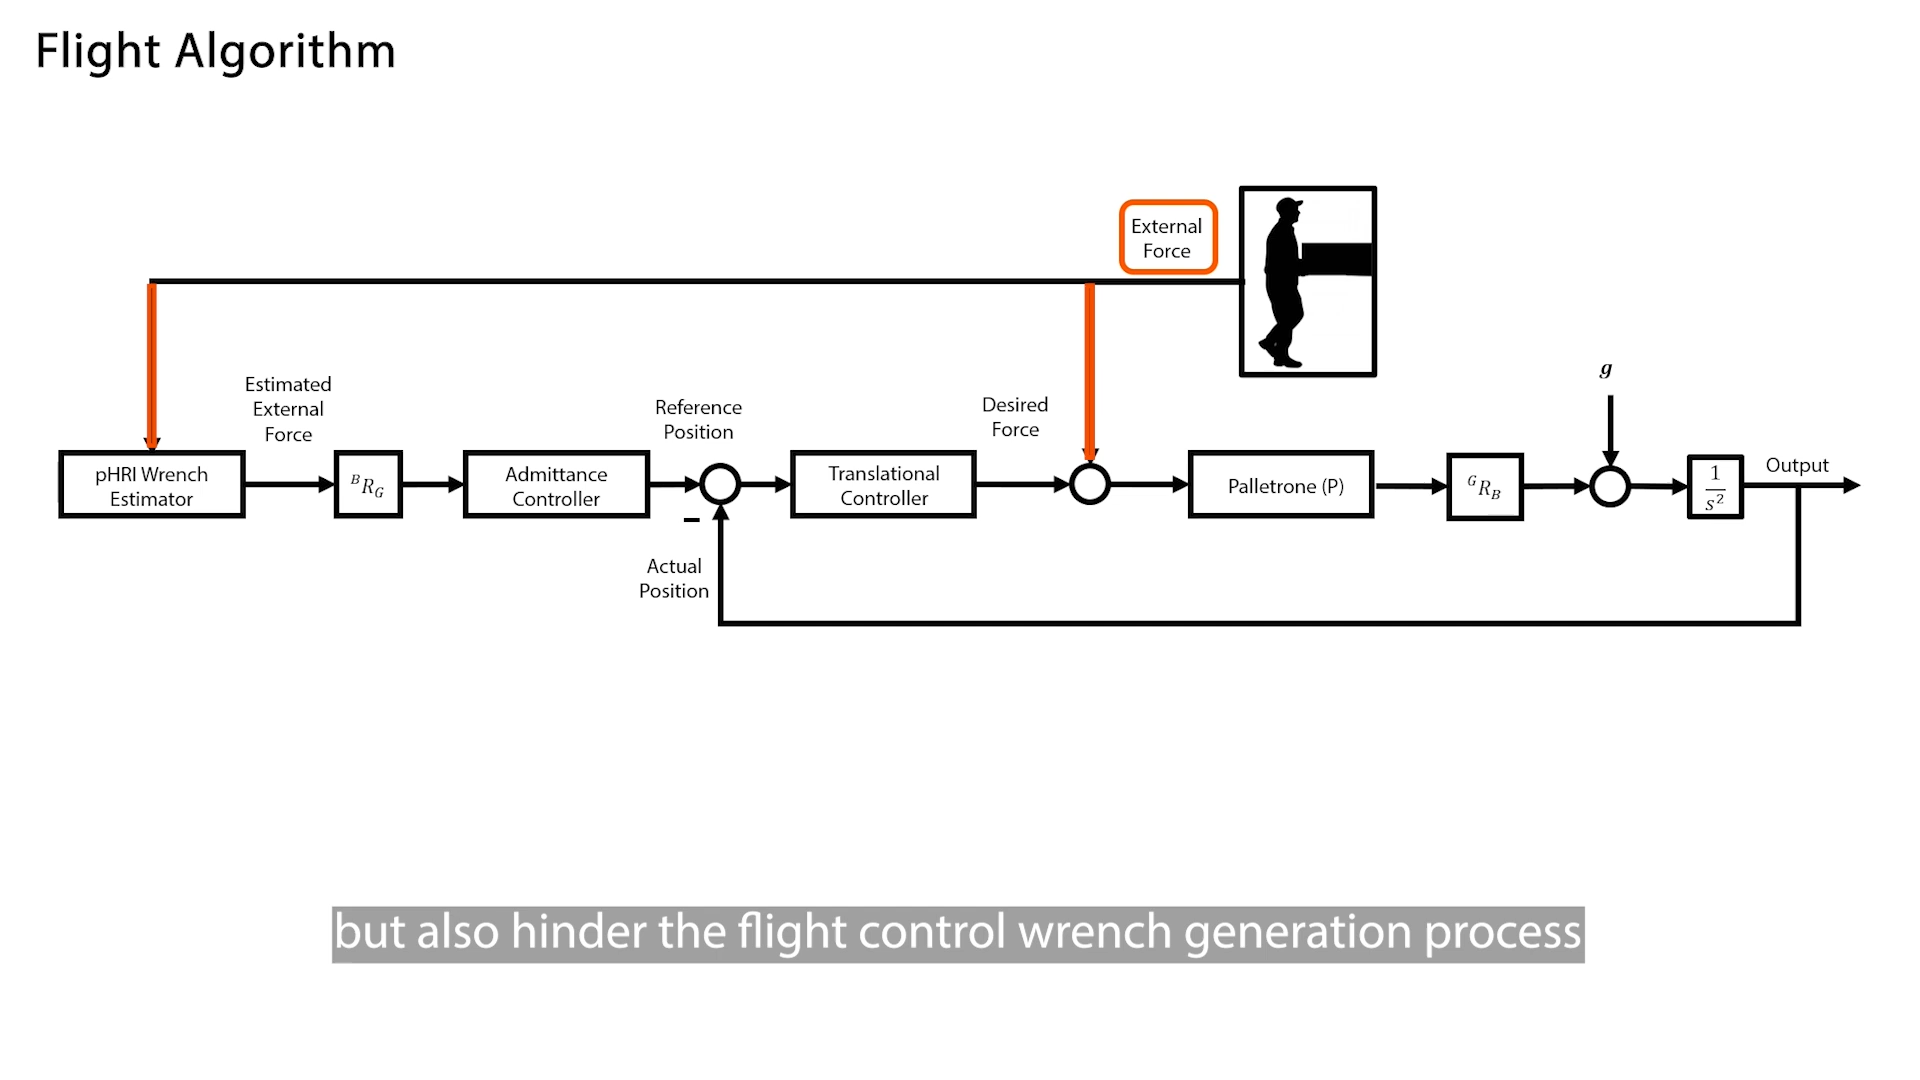 Flight Algorithm
External
Force
g
Estimated
External
Force
Reference
Position
Desired
Force
pHRI Wrench
Estimator
ᴮR_G
Admittance
Controller
Translational
Controller
Palletrone (P)
ᴳR_B
1
s²
Output
−
Actual
Position
but also hinder the flight control wrench generation process